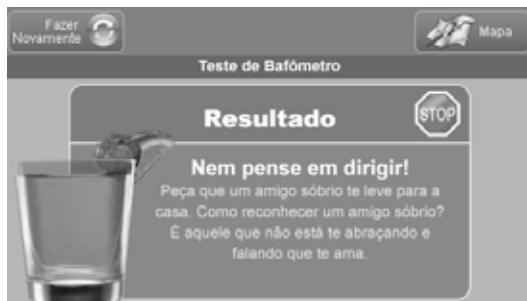 Fazer
Novamente
Mapa
Teste de Bafômetro
Resultado
STOP
Nem pense em dirigir!
Peça que um amigo sóbrio te leve para a
casa. Como reconhecer um amigo sóbrio?
É aquele que não está te abraçando e
falando que te ama.